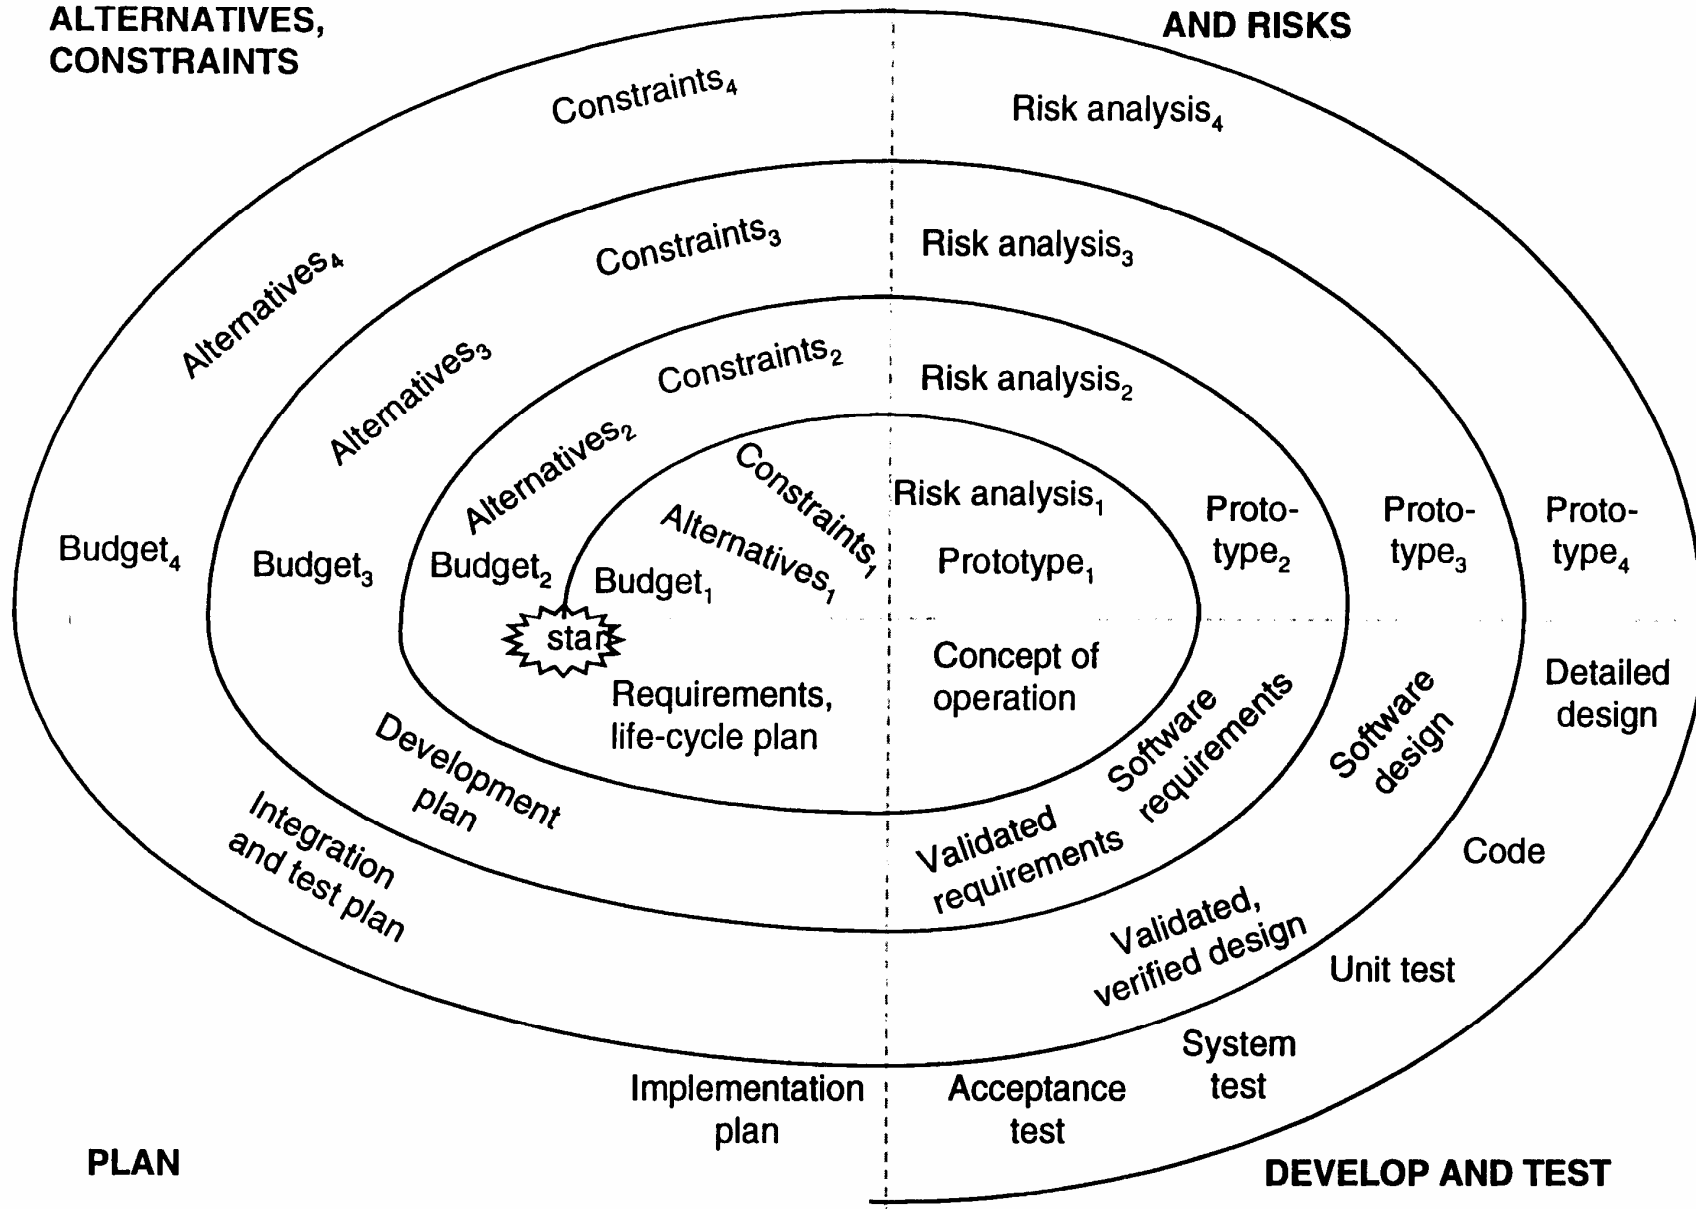 ALTERNATIVES,
CONSTRAINTS
AND RISKS
Constraints₄
Risk analysis₄
Alternatives₄
Constraints₃
Risk analysis₃
Alternatives₃
Constraints₂
Risk analysis₂
Alternatives₂
Constraints₁
Risk analysis₁
Alternatives₁
Budget₄
Budget₃
Budget₂
Budget₁
Prototype₁
Proto-
type₂
Proto-
type₃
Proto-
type₄
start
Concept of
operation
Requirements,
life-cycle plan
Software
requirements
Software
design
Detailed
design
Development
plan
Validated
requirements
Integration
and test plan
Code
Validated,
verified design
Unit test
System
test
Implementation
plan
Acceptance
test
PLAN
DEVELOP AND TEST